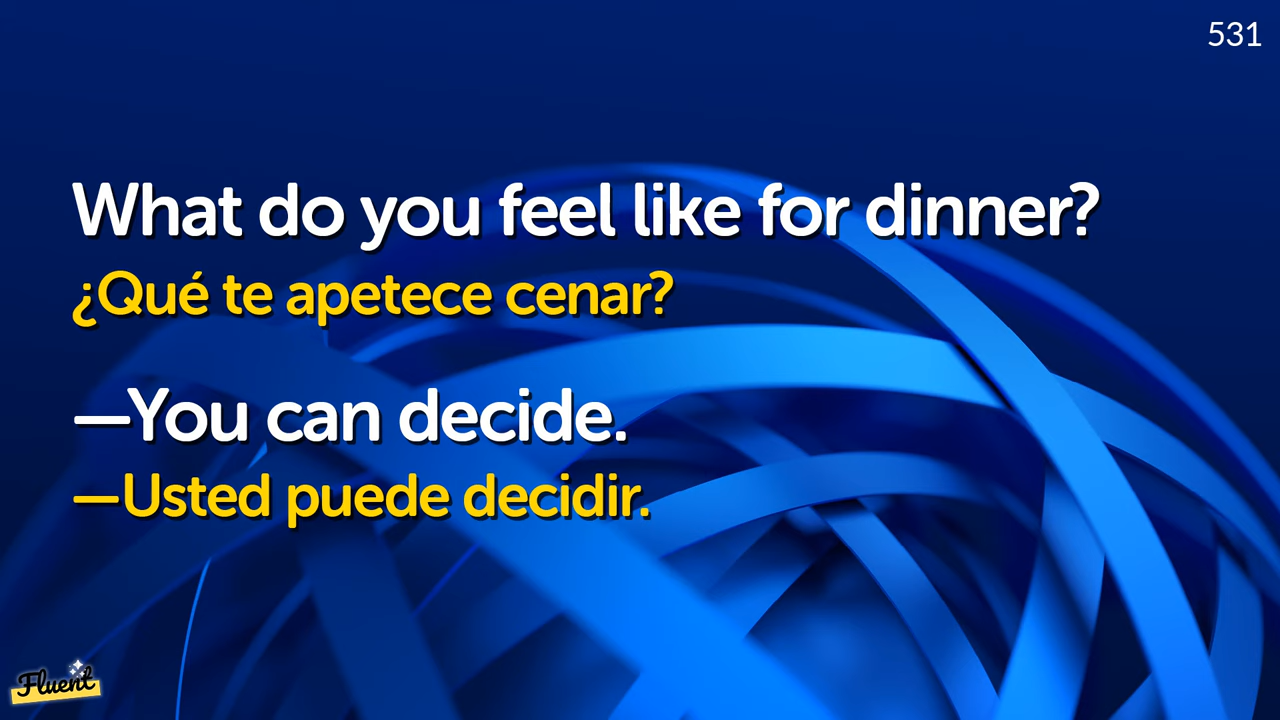 531
What do you feel like for dinner?
¿Qué te apetece cenar?
—You can decide.
—Usted puede decidir.
Fluent